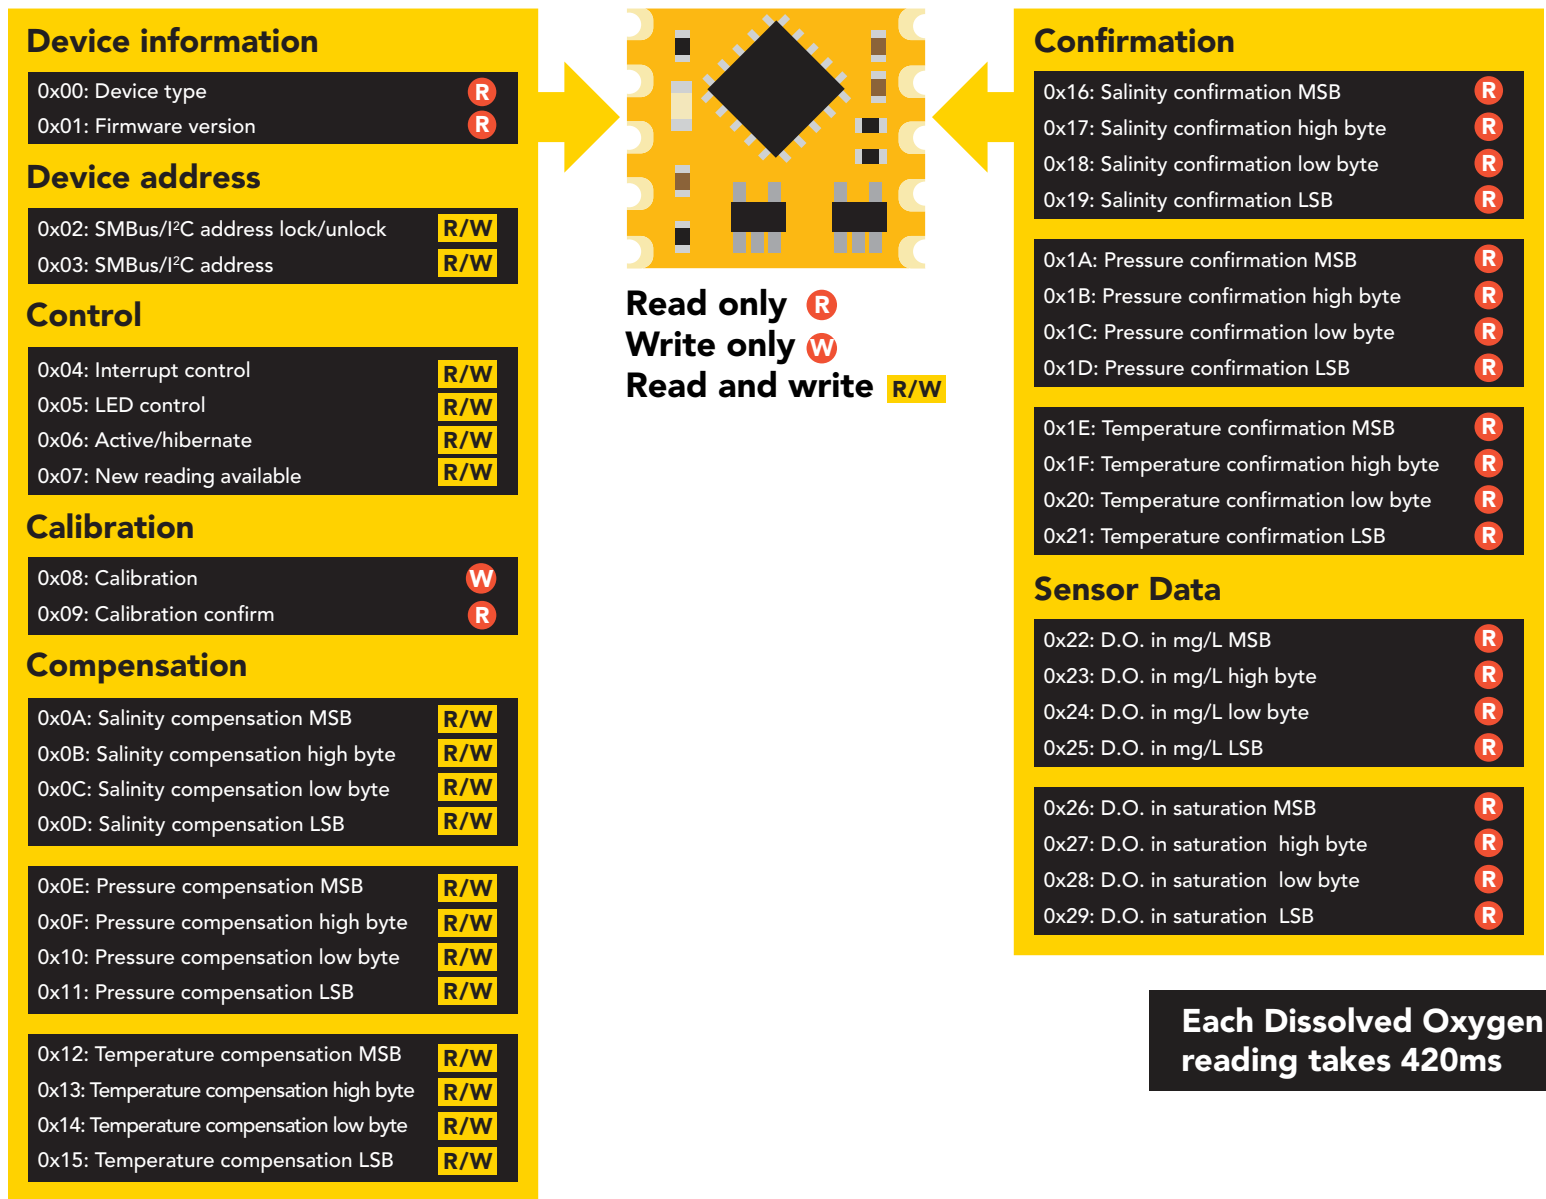 Device information
0x00: Device type R
0x01: Firmware version R
Device address
0x02: SMBus/I²C address lock/unlock R/W
0x03: SMBus/I²C address R/W
Control
0x04: Interrupt control R/W
0x05: LED control R/W
0x06: Active/hibernate R/W
0x07: New reading available R/W
Calibration
0x08: Calibration W
0x09: Calibration confirm R
Compensation
0x0A: Salinity compensation MSB R/W
0x0B: Salinity compensation high byte R/W
0x0C: Salinity compensation low byte R/W
0x0D: Salinity compensation LSB R/W
0x0E: Pressure compensation MSB R/W
0x0F: Pressure compensation high byte R/W
0x10: Pressure compensation low byte R/W
0x11: Pressure compensation LSB R/W
0x12: Temperature compensation MSB R/W
0x13: Temperature compensation high byte R/W
0x14: Temperature compensation low byte R/W
0x15: Temperature compensation LSB R/W
Read only R
Write only W
Read and write R/W
Confirmation
0x16: Salinity confirmation MSB R
0x17: Salinity confirmation high byte R
0x18: Salinity confirmation low byte R
0x19: Salinity confirmation LSB R
0x1A: Pressure confirmation MSB R
0x1B: Pressure confirmation high byte R
0x1C: Pressure confirmation low byte R
0x1D: Pressure confirmation LSB R
0x1E: Temperature confirmation MSB R
0x1F: Temperature confirmation high byte R
0x20: Temperature confirmation low byte R
0x21: Temperature confirmation LSB R
Sensor Data
0x22: D.O. in mg/L MSB R
0x23: D.O. in mg/L high byte R
0x24: D.O. in mg/L low byte R
0x25: D.O. in mg/L LSB R
0x26: D.O. in saturation MSB R
0x27: D.O. in saturation high byte R
0x28: D.O. in saturation low byte R
0x29: D.O. in saturation LSB R
Each Dissolved Oxygen
reading takes 420ms